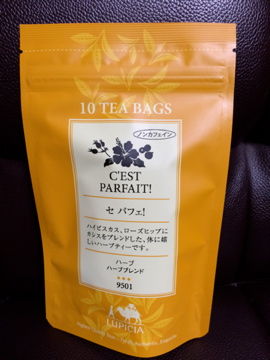 10 TEA BAGS
ノンカフェイン
C'EST
PARFAIT!
セ パフェ!
ハイビスカス、ローズヒップに
カシスをブレンドした、体に嬉
しいハーブティーです。
ハーブ
ハーブブレンド
9501
LUPICIA